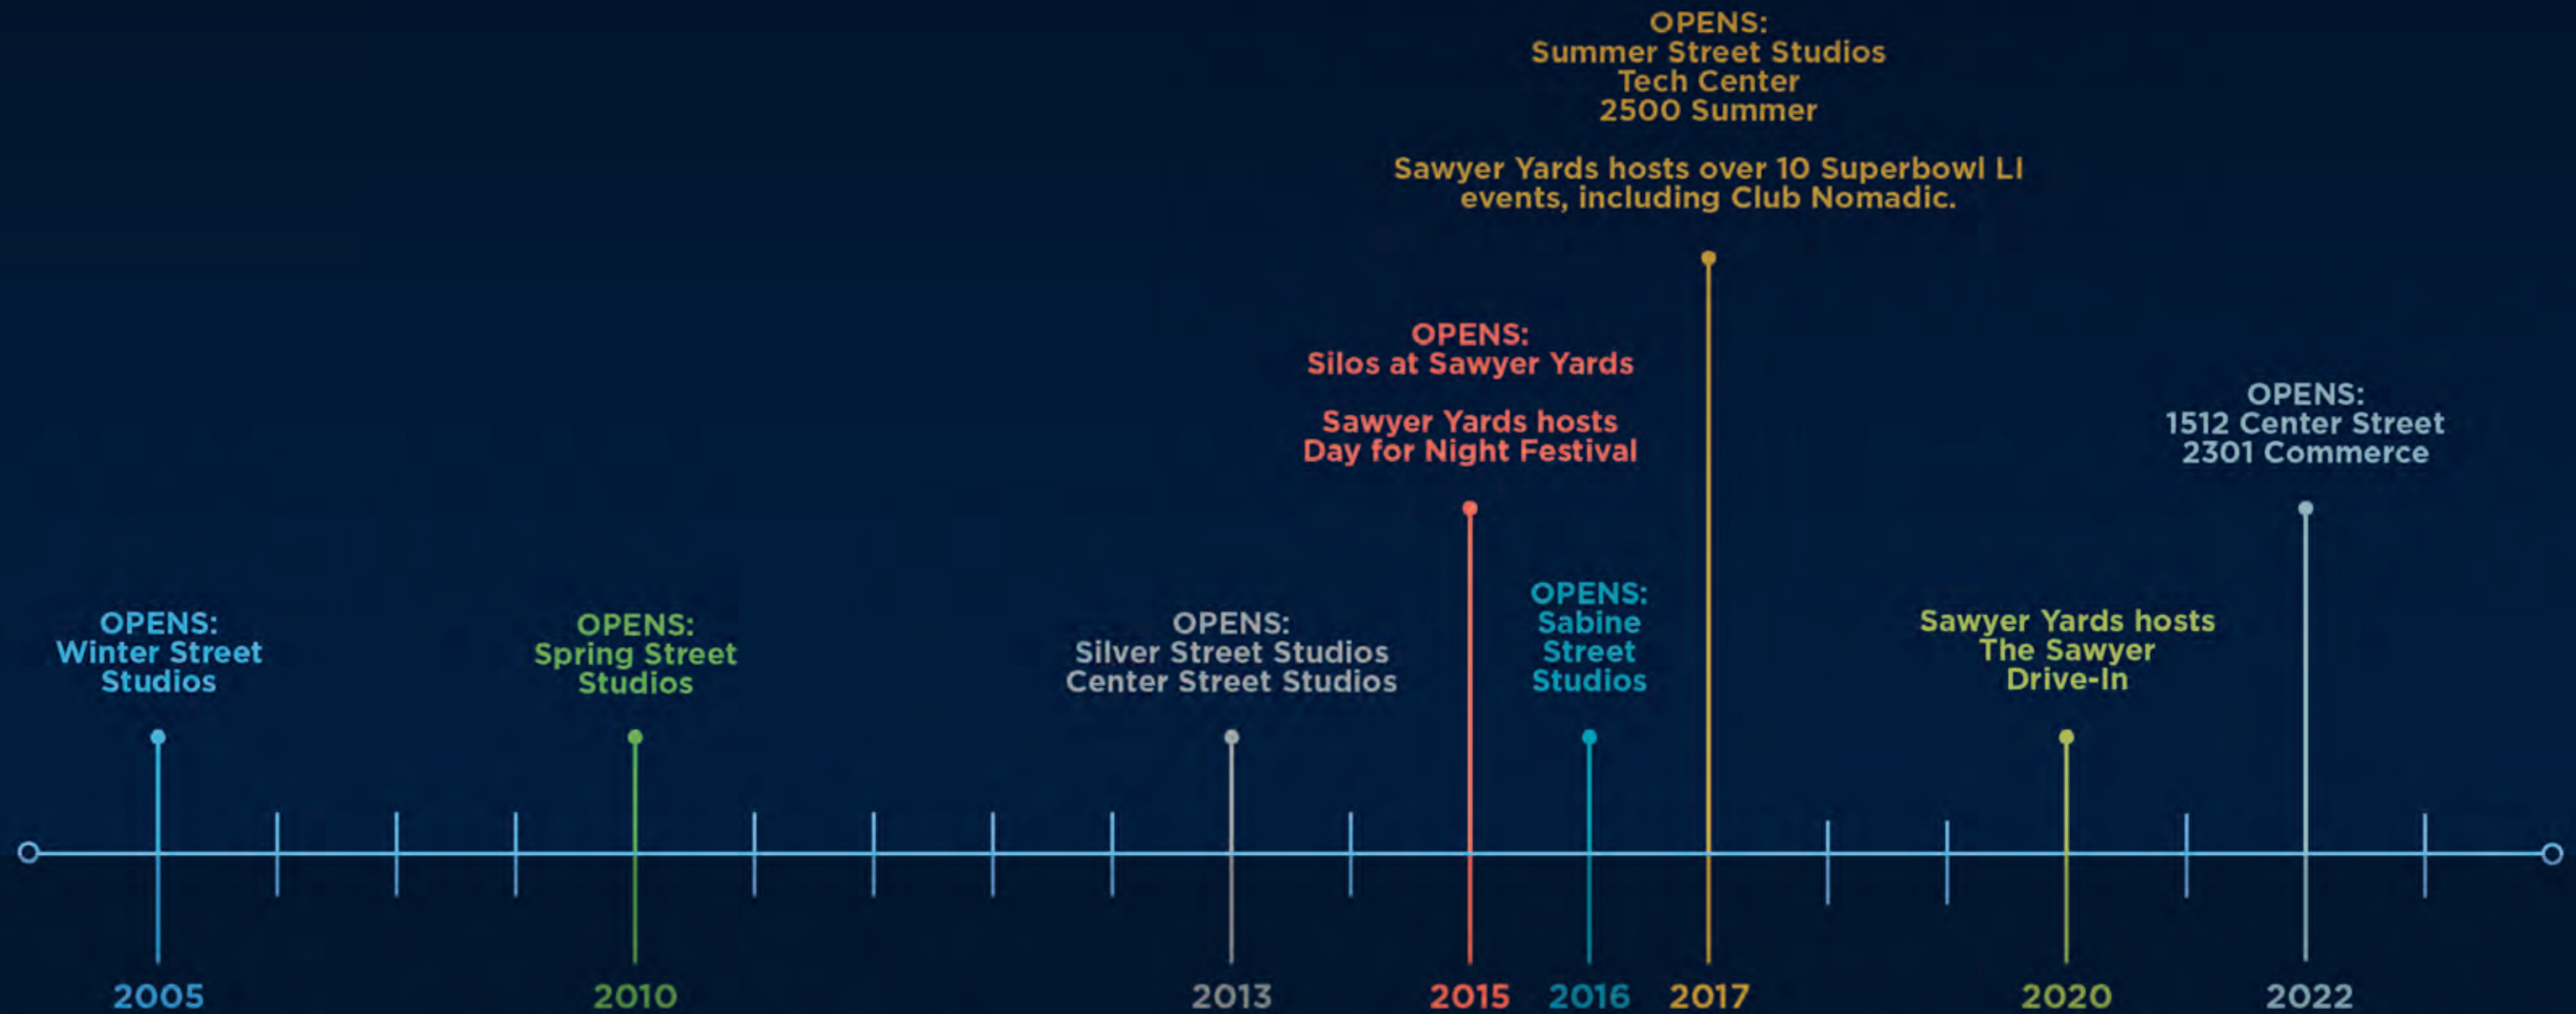 OPENS:
Winter Street
Studios
2005
OPENS:
Spring Street
Studios
2010
OPENS:
Silver Street Studios
Center Street Studios
2013
OPENS:
Silos at Sawyer Yards
Sawyer Yards hosts
Day for Night Festival
2015
OPENS:
Sabine
Street
Studios
2016
OPENS:
Summer Street Studios
Tech Center
2500 Summer
Sawyer Yards hosts over 10 Superbowl LI
events, including Club Nomadic.
2017
Sawyer Yards hosts
The Sawyer
Drive-In
2020
OPENS:
1512 Center Street
2301 Commerce
2022